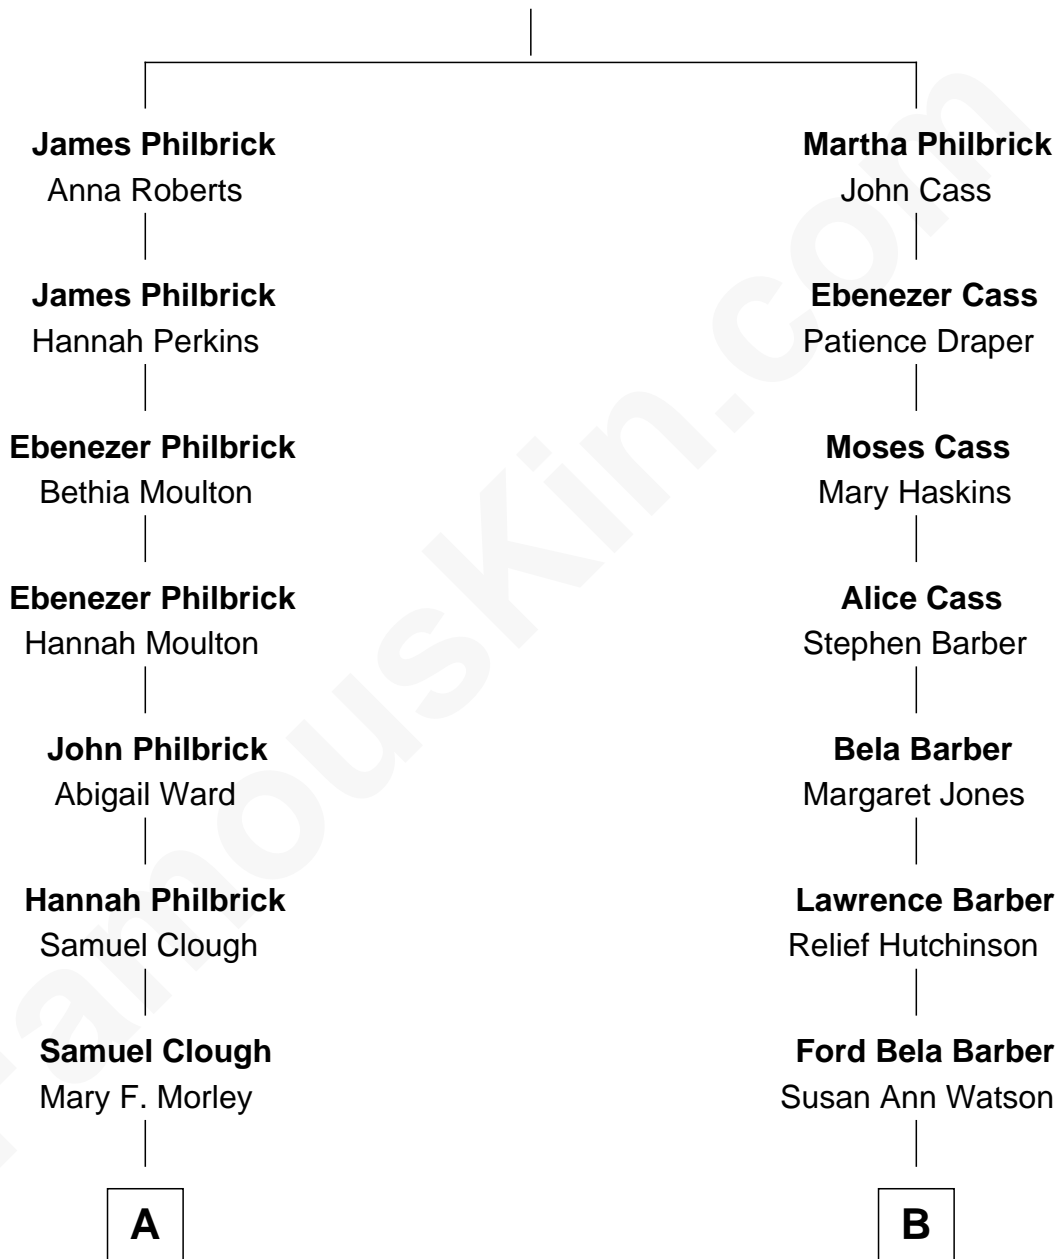 James Philbrick
Anna Roberts
James Philbrick
Hannah Perkins
Ebenezer Philbrick
Bethia Moulton
Ebenezer Philbrick
Hannah Moulton
John Philbrick
Abigail Ward
Hannah Philbrick
Samuel Clough
Samuel Clough
Mary F. Morley
A
Martha Philbrick
John Cass
Ebenezer Cass
Patience Draper
Moses Cass
Mary Haskins
Alice Cass
Stephen Barber
Bela Barber
Margaret Jones
Lawrence Barber
Relief Hutchinson
Ford Bela Barber
Susan Ann Watson
B
FamousKin.com